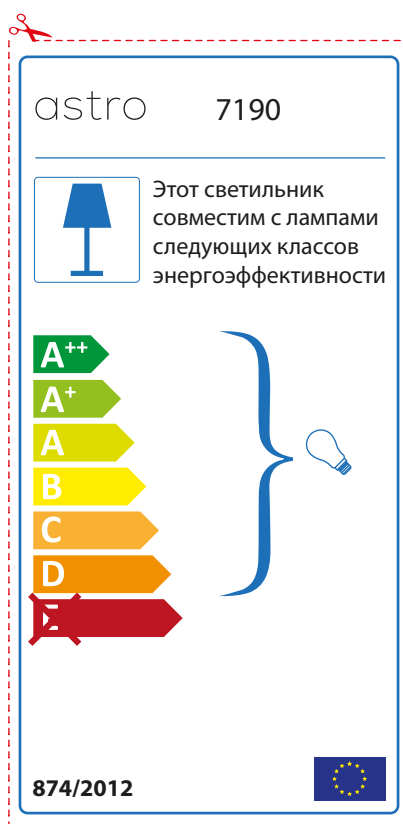 astro 7190
Этот светильник
совместим с лампами
следующих классов
энергоэффективности
A++
A+
A
B
C
D
E
874/2012